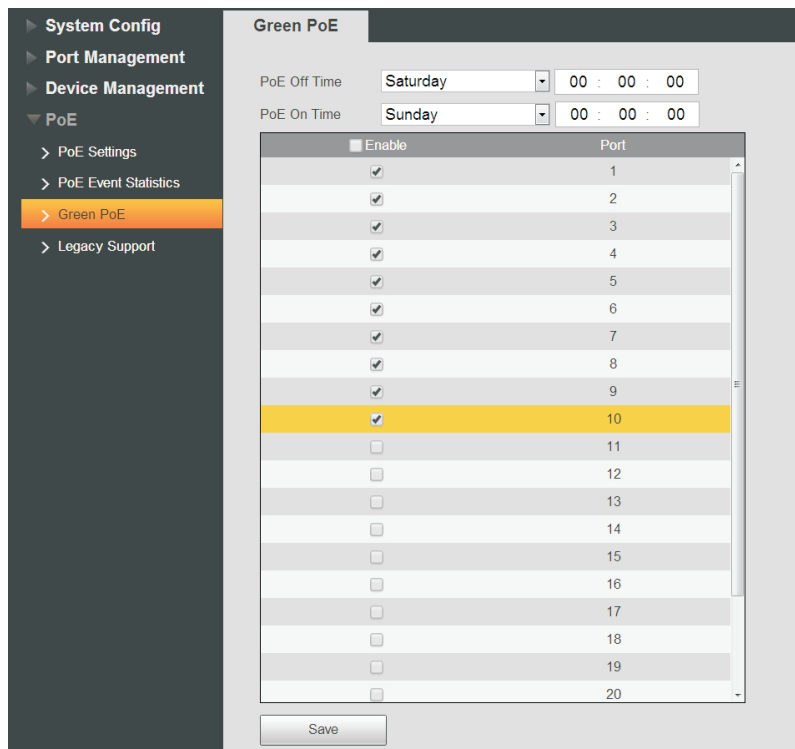 System Config
Port Management
Device Management
PoE
PoE Settings
PoE Event Statistics
Green PoE
Legacy Support
Green PoE
PoE Off Time Saturday 00 : 00 : 00
PoE On Time Sunday 00 : 00 : 00
Enable Port
1
2
3
4
5
6
7
8
9
10
11
12
13
14
15
16
17
18
19
20
Save